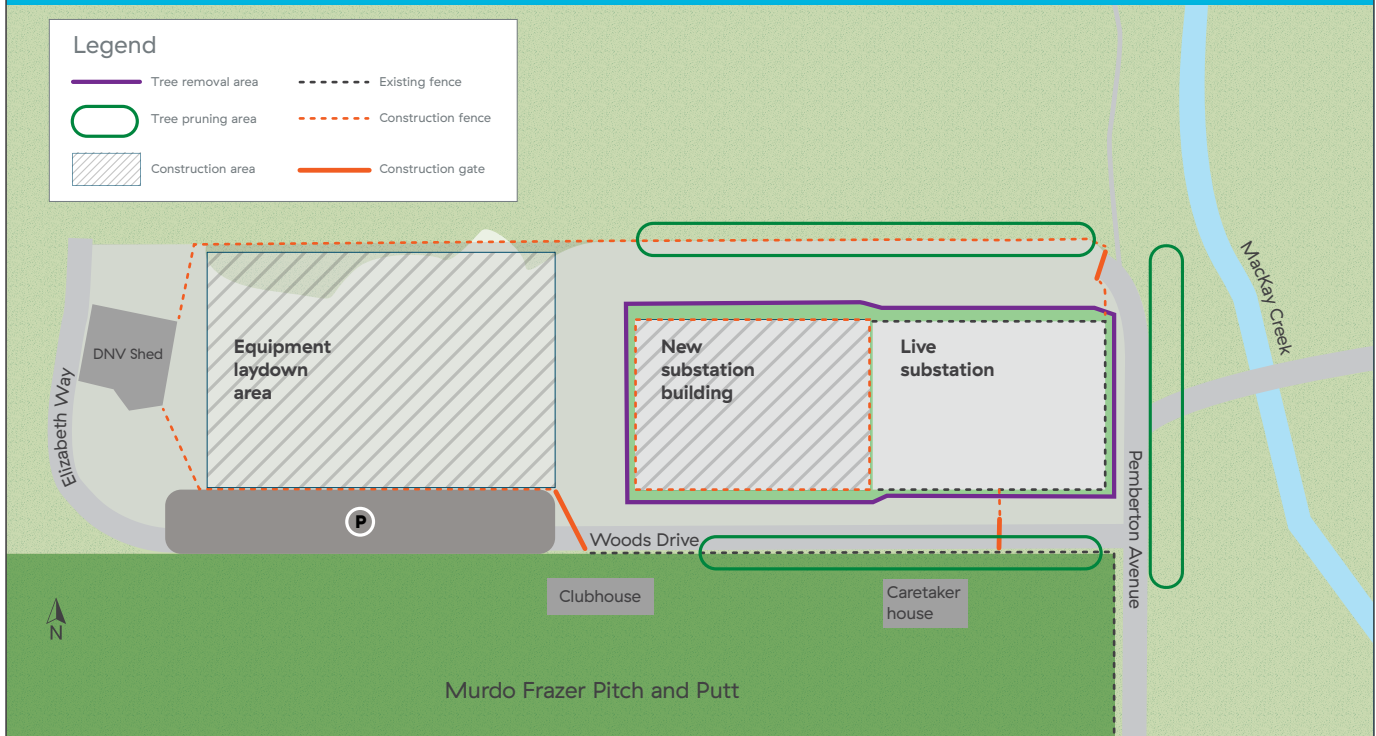 Legend
Tree removal area
Existing fence
Tree pruning area
Construction fence
Construction area
Construction gate
MacKay Creek
DNV Shed
Equipment
laydown
area
New
substation
building
Live
substation
Elizabeth Way
Pemberton Avenue
P
Woods Drive
Clubhouse
Caretaker
house
N
Murdo Frazer Pitch and Putt